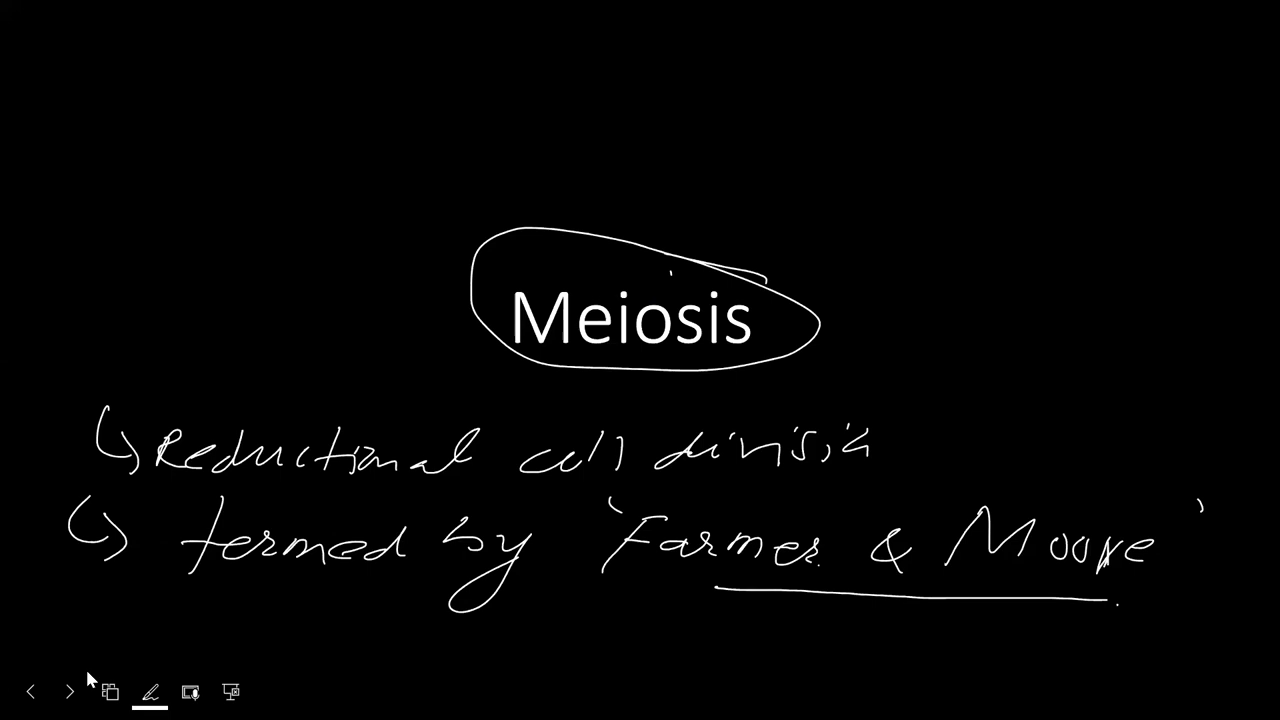 Meiosis
↳ Reductional cell division
↳ termed by 'Farmer & Moore'